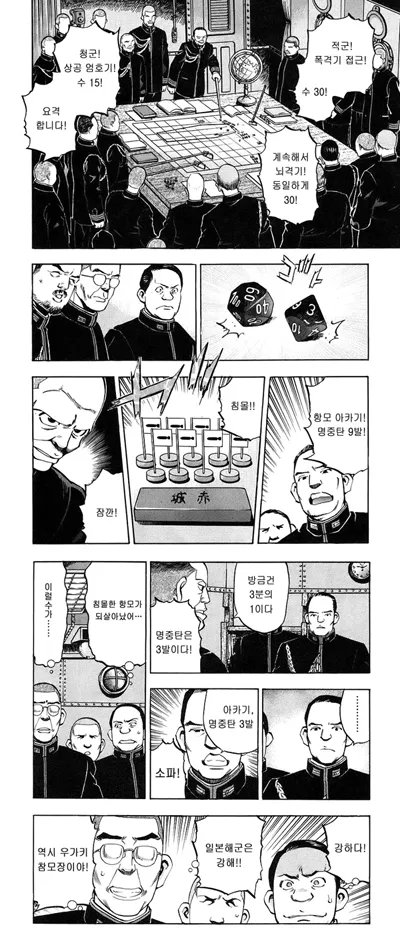 적군!
폭격기 접근!
수 30!
청군!
상공 엄호기!
수 15!
요격
합니다!
계속해서
뇌격기!
동일하게
30!
항모 아카기!
명중탄 9발!
침몰!!
赤
城
잠깐!
방금건
3분의
1이다
명중탄은
3발이다!
침몰한 항모가
되살아났어…
이럴수가……
………
아카기,
명중탄 3발
소파!
강하다!
일본해군은
강해!!
역시 우가키
참모장이야!